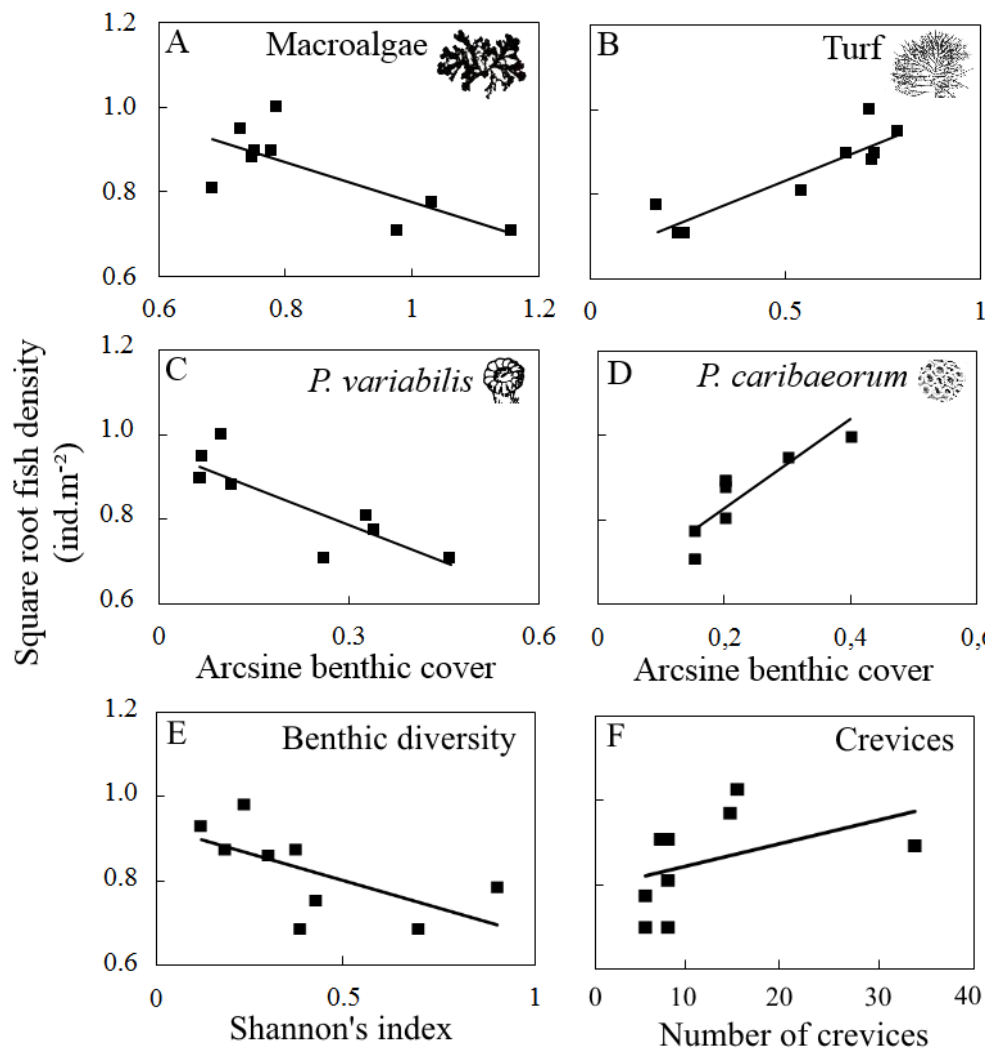 1.2
A
Macroalgae
1.0
0.8
0.6
0.6
0.8
1
1.2
B
Turf
0
0.5
1
Square root fish density
(ind.m⁻²)
1.2
C
P. variabilis
1.0
0.8
0.6
0
0.3
0.6
Arcsine benthic cover
D
P. caribaeorum
0
0,2
0,4
0,6
Arcsine benthic cover
1.2
E
Benthic diversity
1.0
0.8
0.6
0
0.5
1
Shannon's index
F
Crevices
0
10
20
30
40
Number of crevices